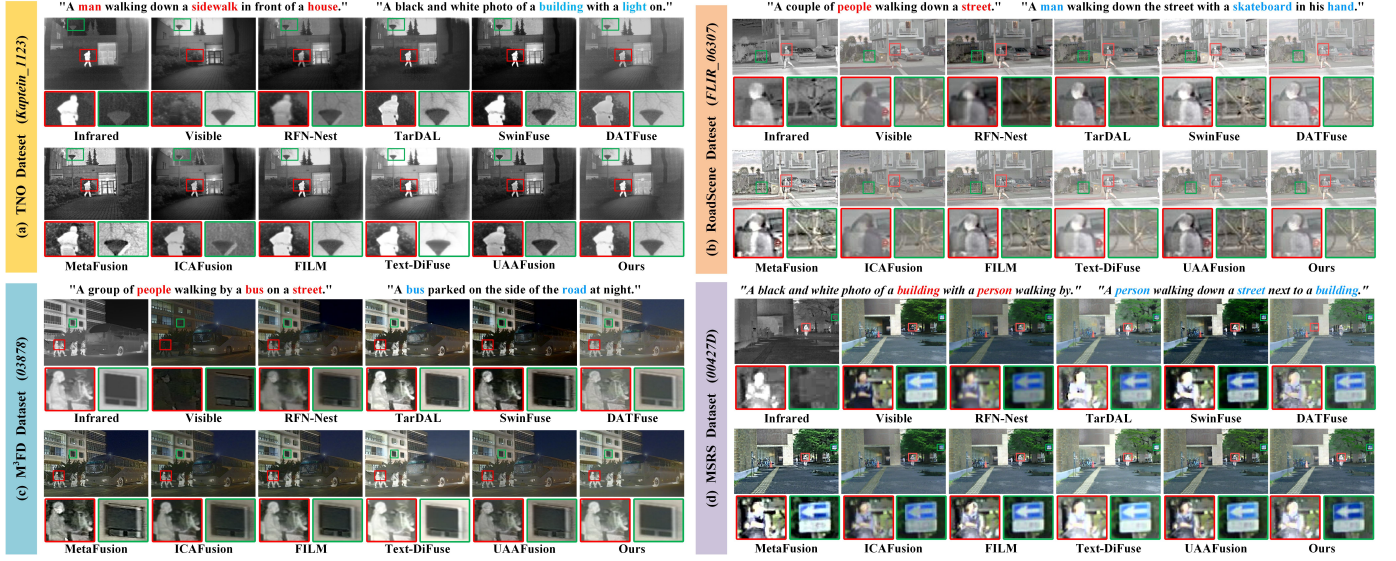 (a) TNO Dateset (Kaptein_1123)
"A man walking down a sidewalk in front of a house." "A black and white photo of a building with a light on."
Infrared Visible RFN-Nest TarDAL SwinFuse DATFuse
MetaFusion ICAFusion FILM Text-DiFuse UAAFusion Ours
(b) RoadScene Dateset (FLIR_06307)
"A couple of people walking down a street." "A man walking down the street with a skateboard in his hand."
Infrared Visible RFN-Nest TarDAL SwinFuse DATFuse
MetaFusion ICAFusion FILM Text-DiFuse UAAFusion Ours
(c) M³FD Dataset (03878)
"A group of people walking by a bus on a street." "A bus parked on the side of the road at night."
Infrared Visible RFN-Nest TarDAL SwinFuse DATFuse
MetaFusion ICAFusion FILM Text-DiFuse UAAFusion Ours
(d) MSRS Dataset (00427D)
"A black and white photo of a building with a person walking by." "A person walking down a street next to a building."
Infrared Visible RFN-Nest TarDAL SwinFuse DATFuse
MetaFusion ICAFusion FILM Text-DiFuse UAAFusion Ours